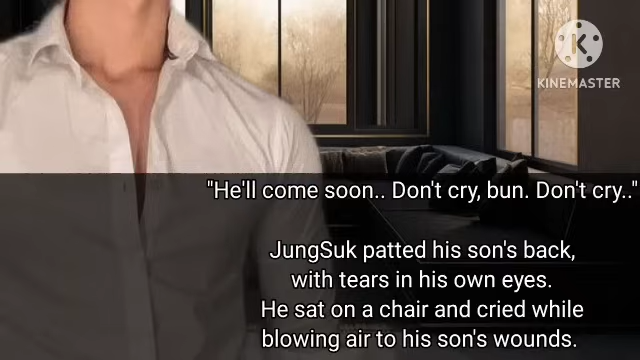 KINEMASTER
"He'll come soon.. Don't cry, bun. Don't cry.."
JungSuk patted his son's back,
with tears in his own eyes.
He sat on a chair and cried while
blowing air to his son's wounds.